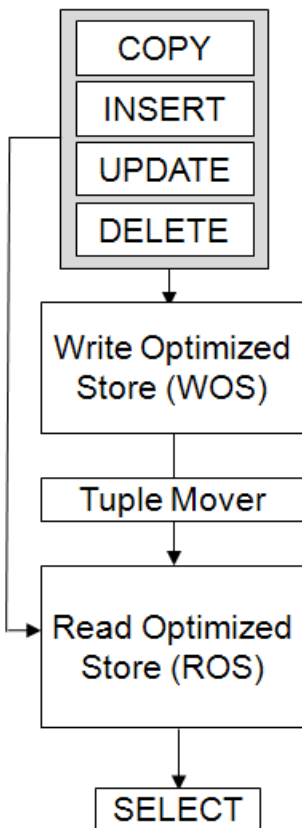 COPY
INSERT
UPDATE
DELETE
Write Optimized
Store (WOS)
Tuple Mover
Read Optimized
Store (ROS)
SELECT